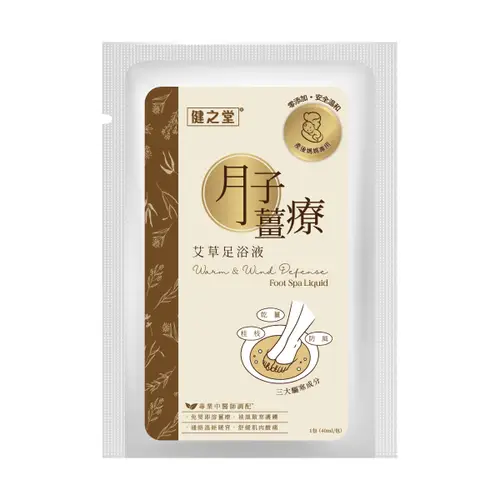 健之堂®
零添加·安全溫和
產後媽媽專用
月子
薑療
艾草足浴液
Warm & Wind Defense
Foot Spa Liquid
乾薑
桂枝
防風
三大驅寒成分
專業中醫師調配
1包 (40ml/包)